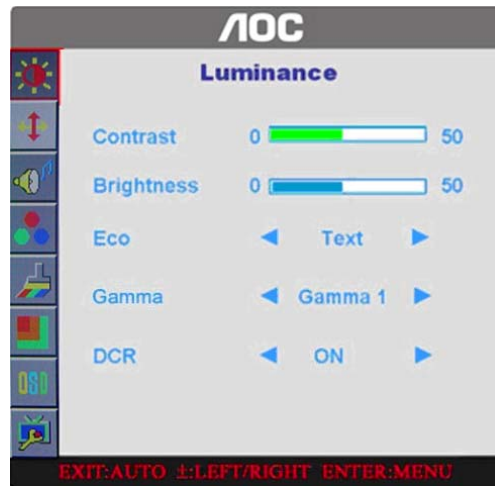 AOC
Luminance
Contrast 0 50
Brightness 0 50
Eco Text
Gamma Gamma 1
DCR ON
OSD
EXIT:AUTO ±:LEFT/RIGHT ENTER:MENU